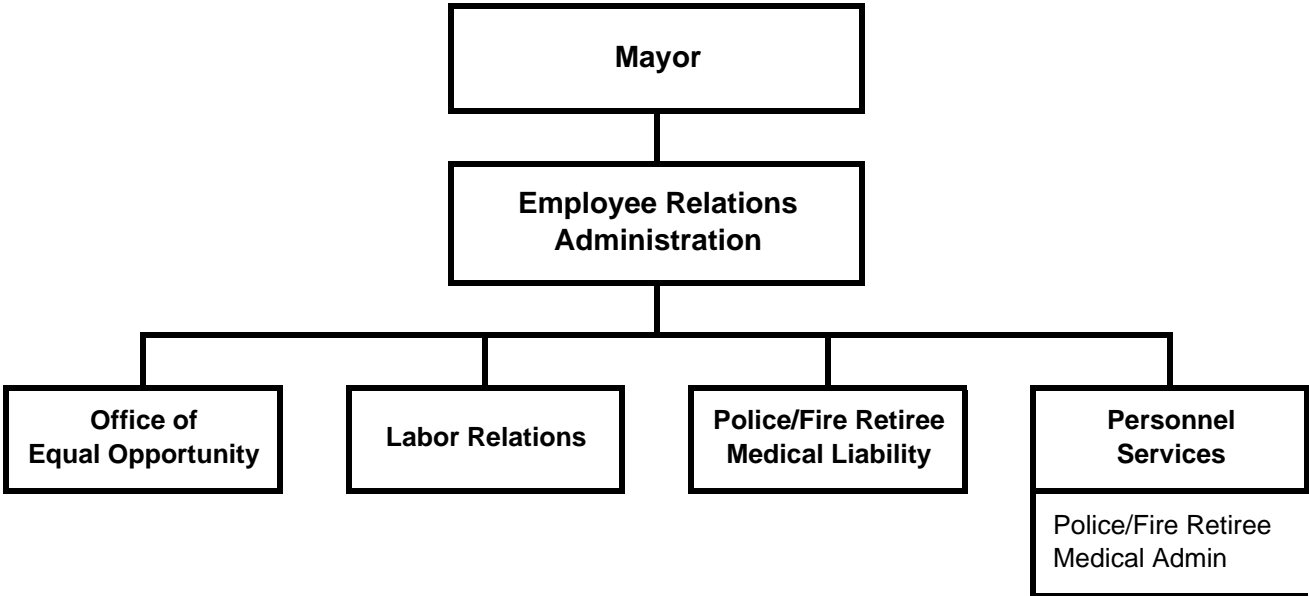 Mayor
Employee Relations
Administration
Office of
Equal Opportunity
Labor Relations
Police/Fire Retiree
Medical Liability
Personnel
Services
Police/Fire Retiree
Medical Admin